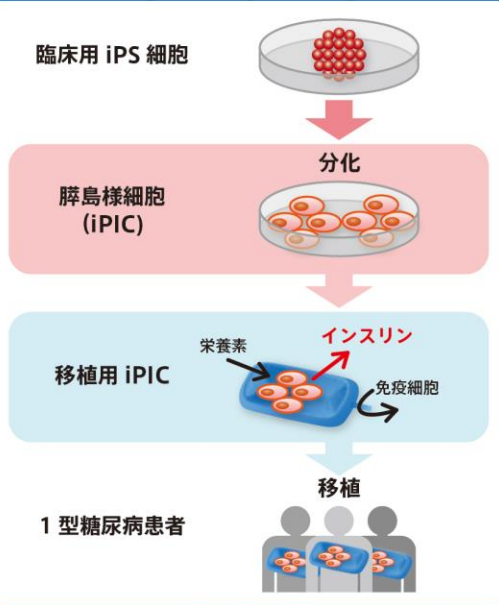 臨床用 iPS 細胞
分化
膵島様細胞
(iPIC)
インスリン
栄養素
移植用 iPIC
免疫細胞
移植
1 型糖尿病患者